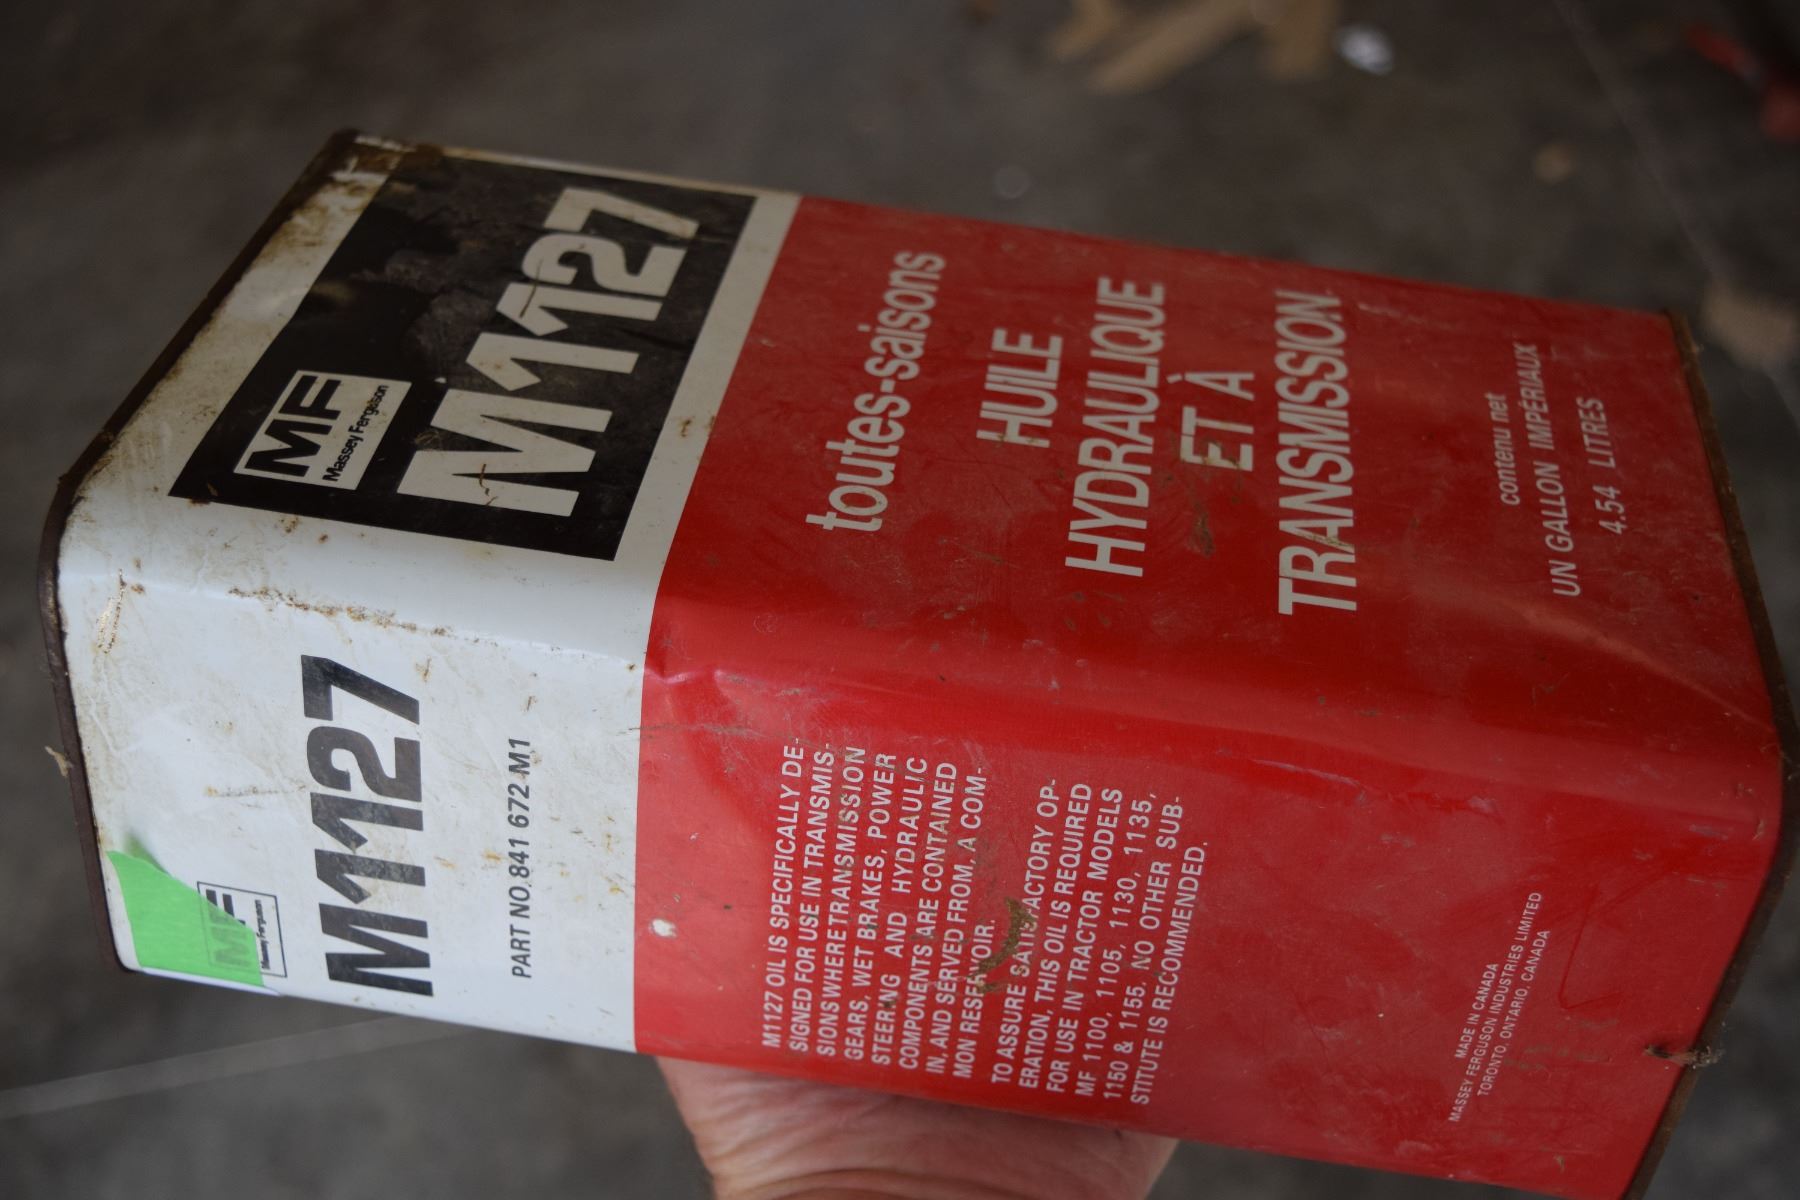 MF
Massey Ferguson
M1127
toutes-saisons
HUILE
HYDRAULIQUE
ET À
TRANSMISSION
contenu net
UN GALLON IMPÉRIAUX
4.54 LITRES
MF
Massey Ferguson
M1127
PART NO. 841 672 M1
M1127 OIL IS SPECIFICALLY DE-
SIGNED FOR USE IN TRANSMIS-
SIONS WHERE TRANSMISSION
GEARS, WET BRAKES, POWER
STEERING AND HYDRAULIC
COMPONENTS ARE CONTAINED
IN, AND SERVED FROM, A COM-
MON RESERVOIR.
TO ASSURE SATISFACTORY OP-
ERATION, THIS OIL IS REQUIRED
FOR USE IN TRACTOR MODELS
MF 1100, 1105, 1130, 1135,
1150 & 1155. NO OTHER SUB-
STITUTE IS RECOMMENDED.
MADE IN CANADA
MASSEY FERGUSON INDUSTRIES LIMITED
TORONTO, ONTARIO, CANADA